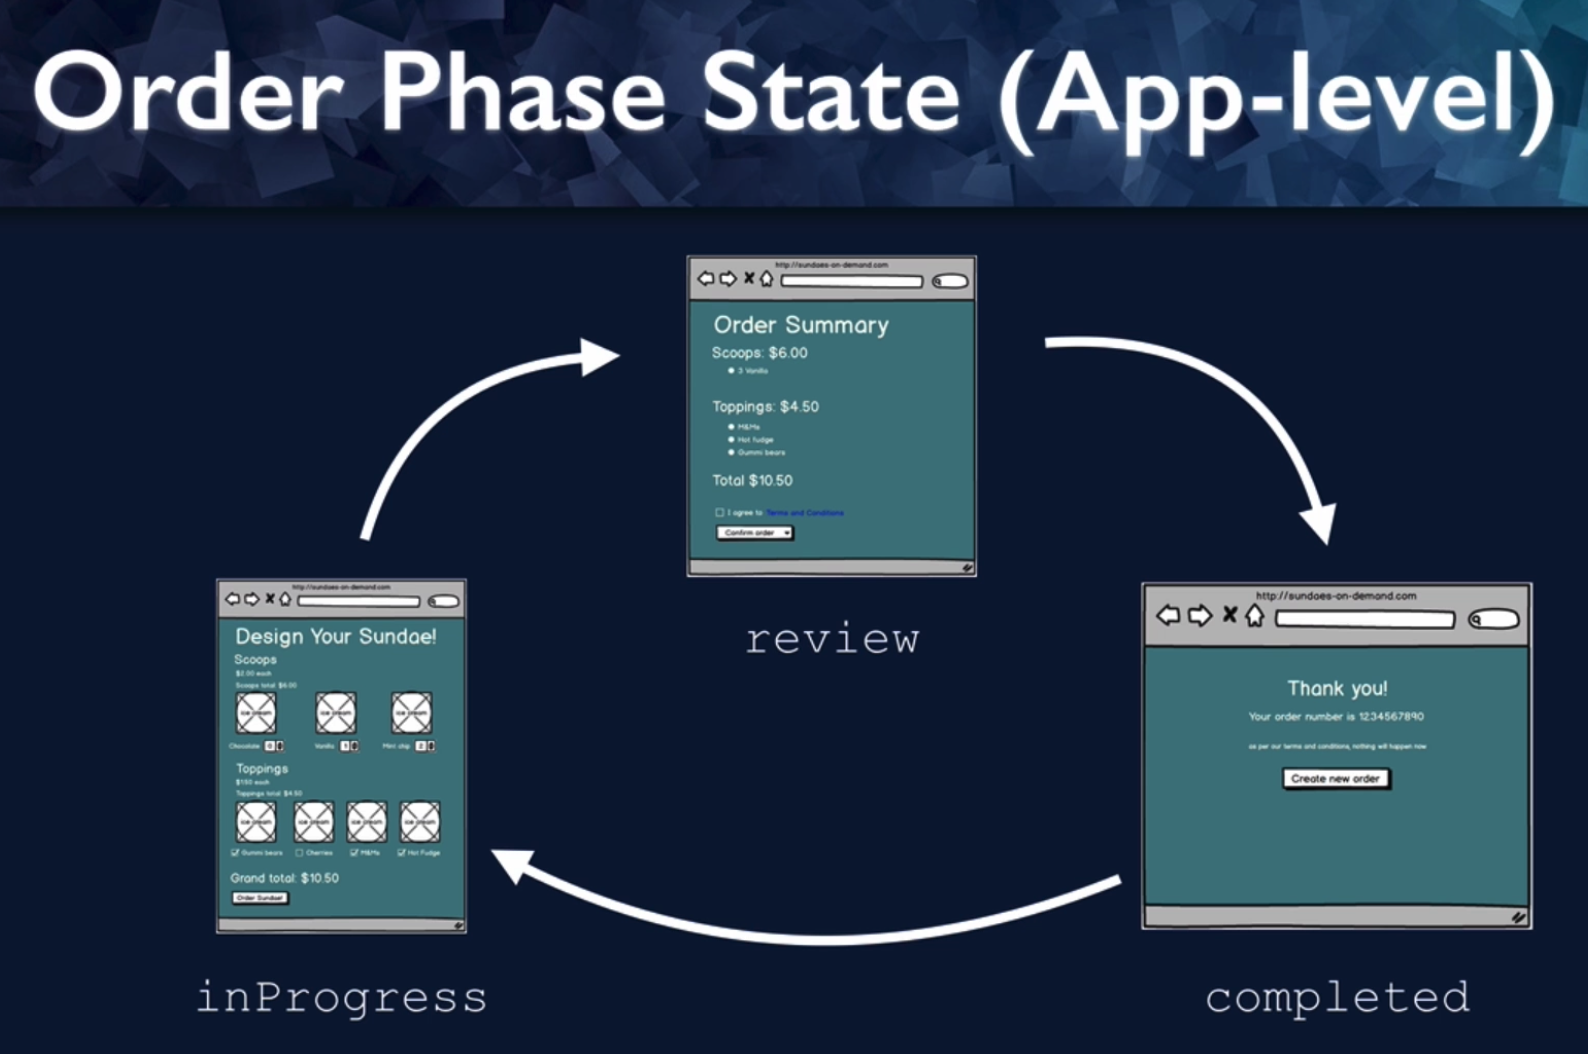 Order Phase State (App-level)
http://sundaes-on-demand.com
Order Summary
Scoops: $6.00
3 Vanilla
Toppings: $4.50
M&Ms
Hot fudge
Gummi bears
Total $10.50
I agree to Terms and Conditions
Confirm order
review
http://sundaes-on-demand.com
Design Your Sundae!
Scoops
$2.00 each
Scoops total: $6.00
ice cream ice cream ice cream
Chocolate 0 Vanilla 1 Mint chip 2
Toppings
$1.50 each
Toppings total: $4.50
ice cream ice cream ice cream ice cream
Gummi bears Cherries M&Ms Hot Fudge
Grand total: $10.50
Order Sundae!
inProgress
http://sundaes-on-demand.com
Thank you!
Your order number is 1234567890
as per our terms and conditions, nothing will happen now
Create new order
completed